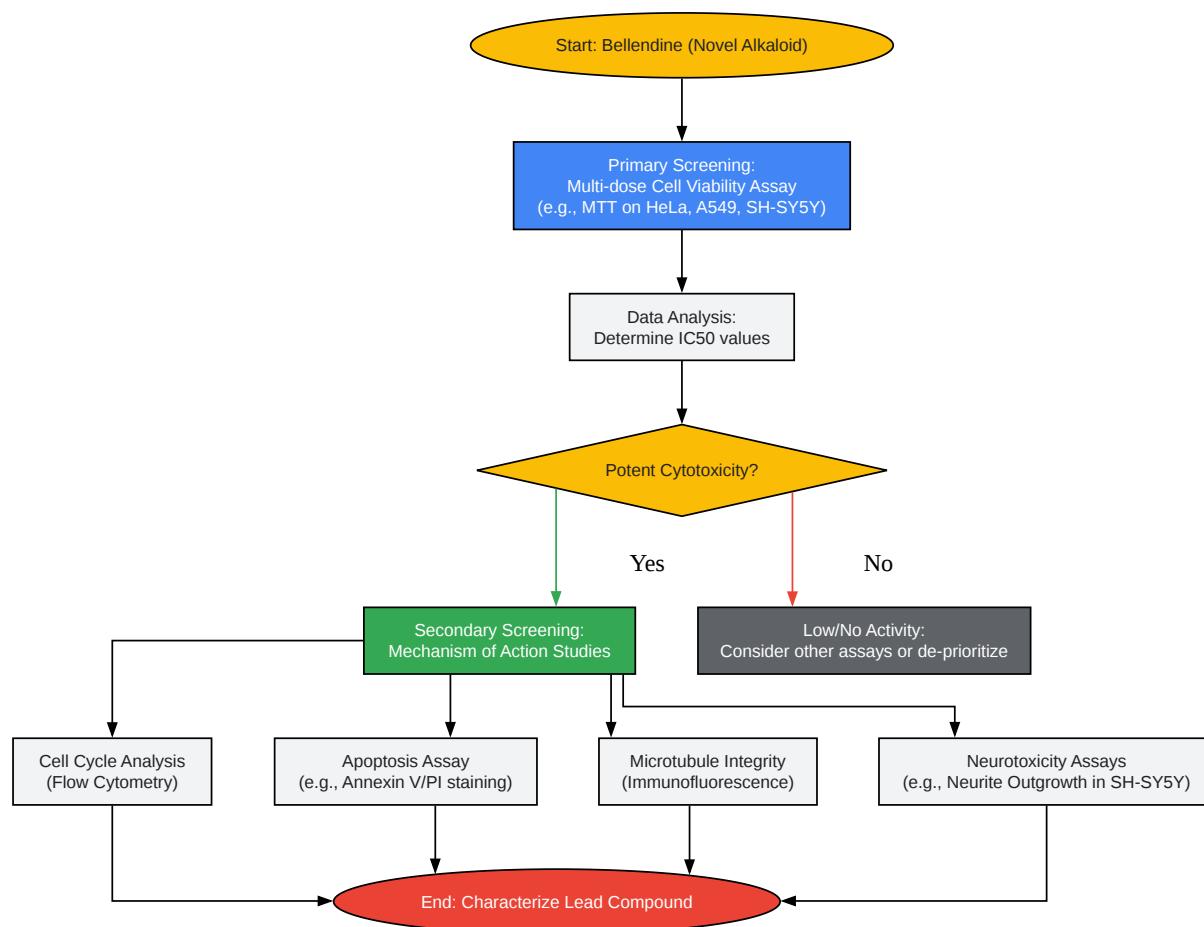 Start: Bellendine (Novel Alkaloid)
Primary Screening:
Multi-dose Cell Viability Assay
(e.g., MTT on HeLa, A549, SH-SY5Y)
Data Analysis:
Determine IC50 values
Potent Cytotoxicity?
Yes
No
Secondary Screening:
Mechanism of Action Studies
Low/No Activity:
Consider other assays or de-prioritize
Cell Cycle Analysis
(Flow Cytometry)
Apoptosis Assay
(e.g., Annexin V/PI staining)
Microtubule Integrity
(Immunofluorescence)
Neurotoxicity Assays
(e.g., Neurite Outgrowth in SH-SY5Y)
End: Characterize Lead Compound